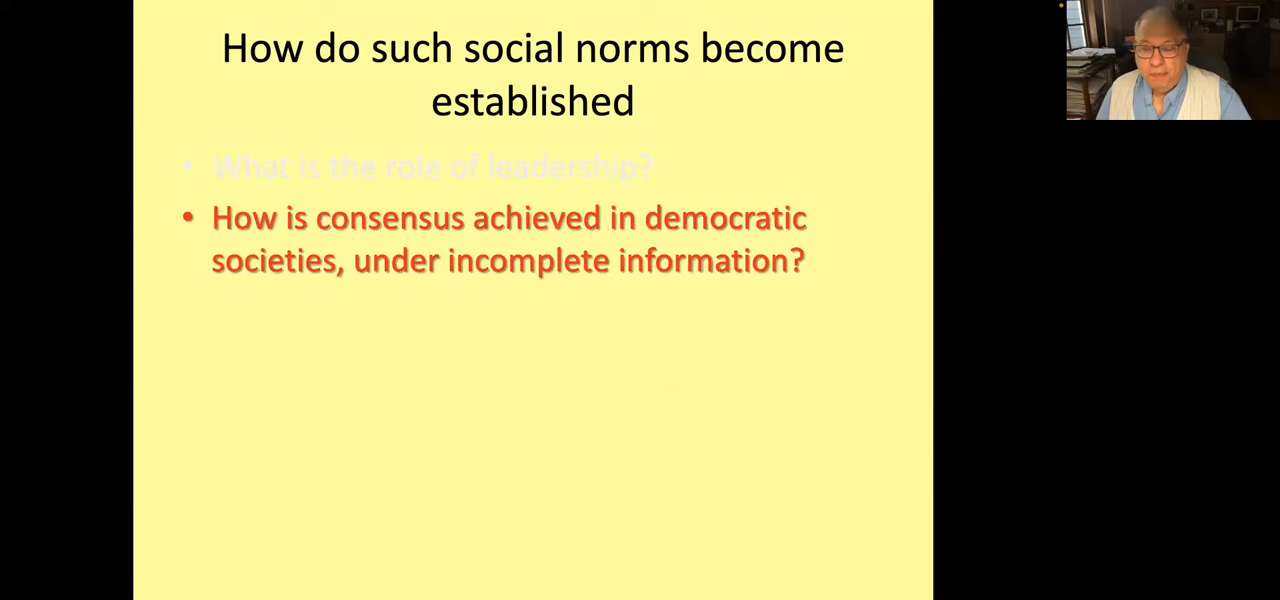 How do such social norms become
established
• What is the role of leadership?
• How is consensus achieved in democratic
societies, under incomplete information?